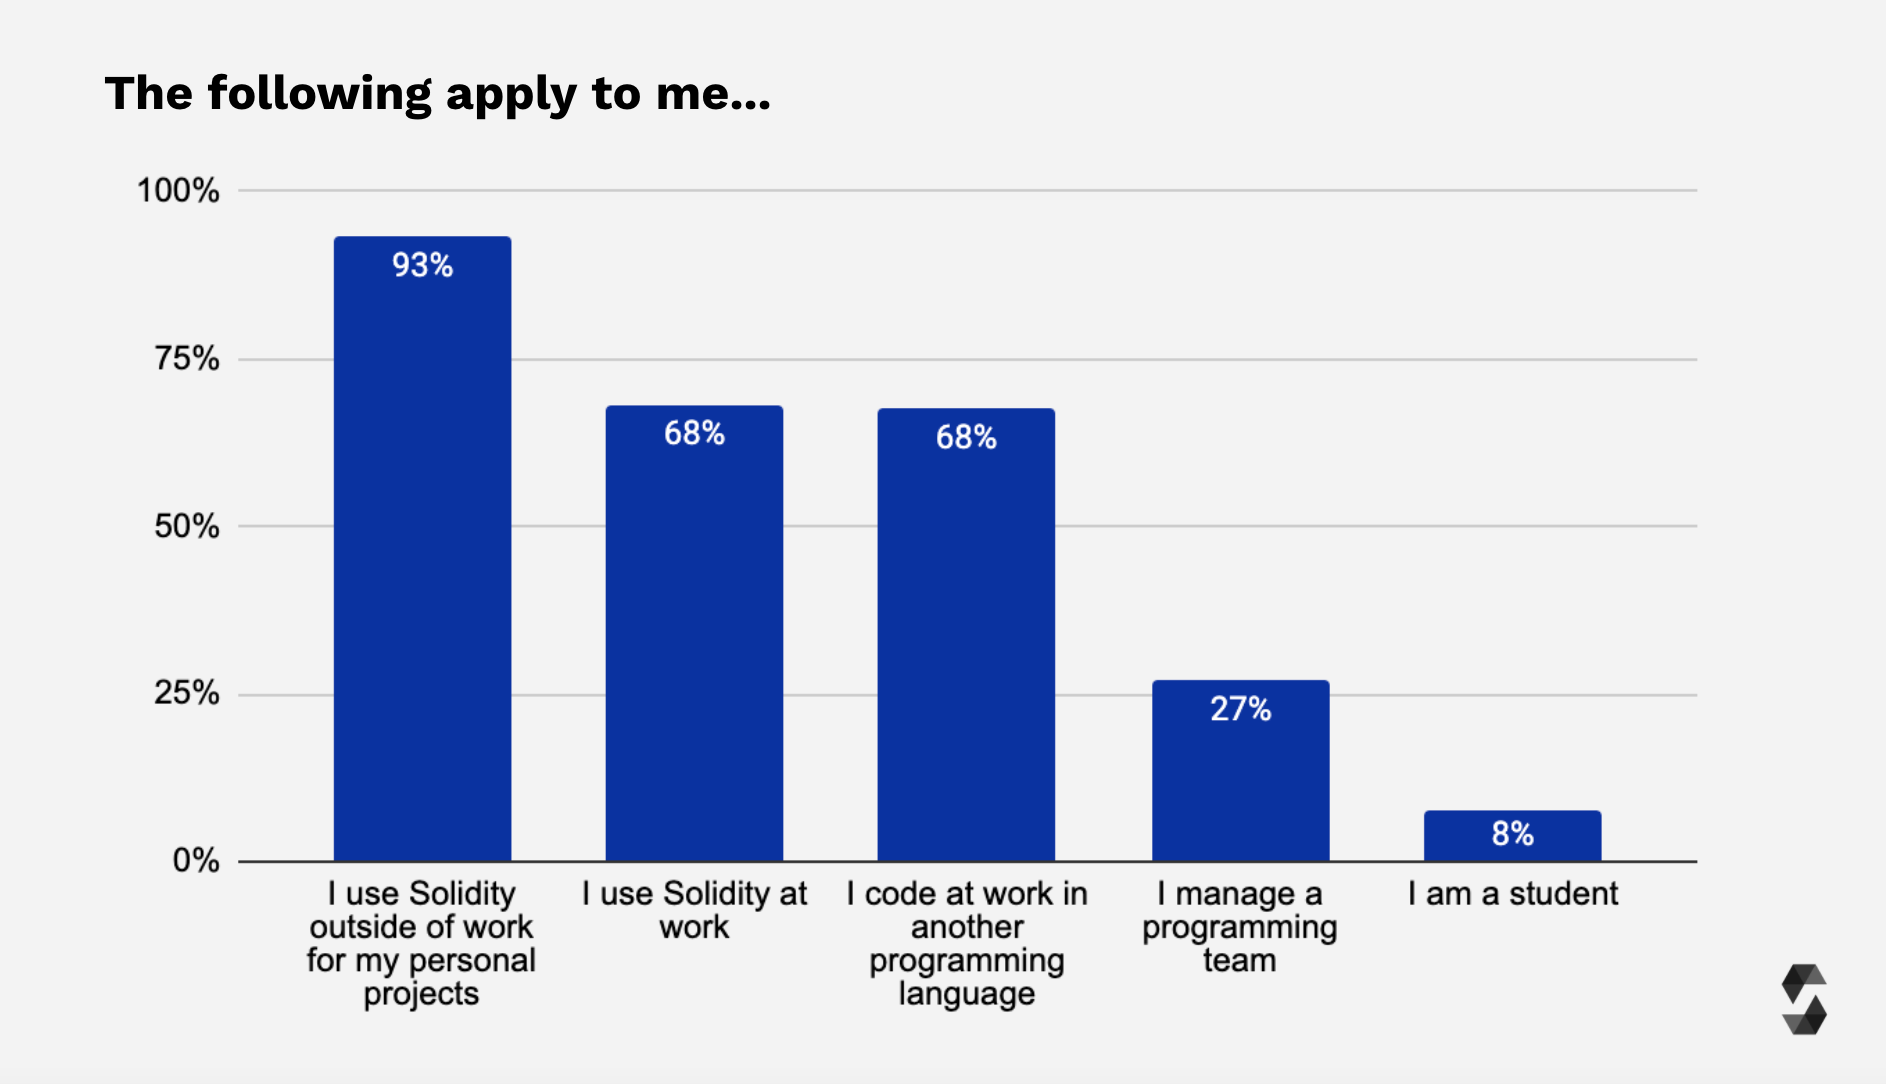 The following apply to me...
100%
75%
50%
25%
0%
93%
68%
68%
27%
8%
I use Solidity
outside of work
for my personal
projects
I use Solidity at
work
I code at work in
another
programming
language
I manage a
programming
team
I am a student